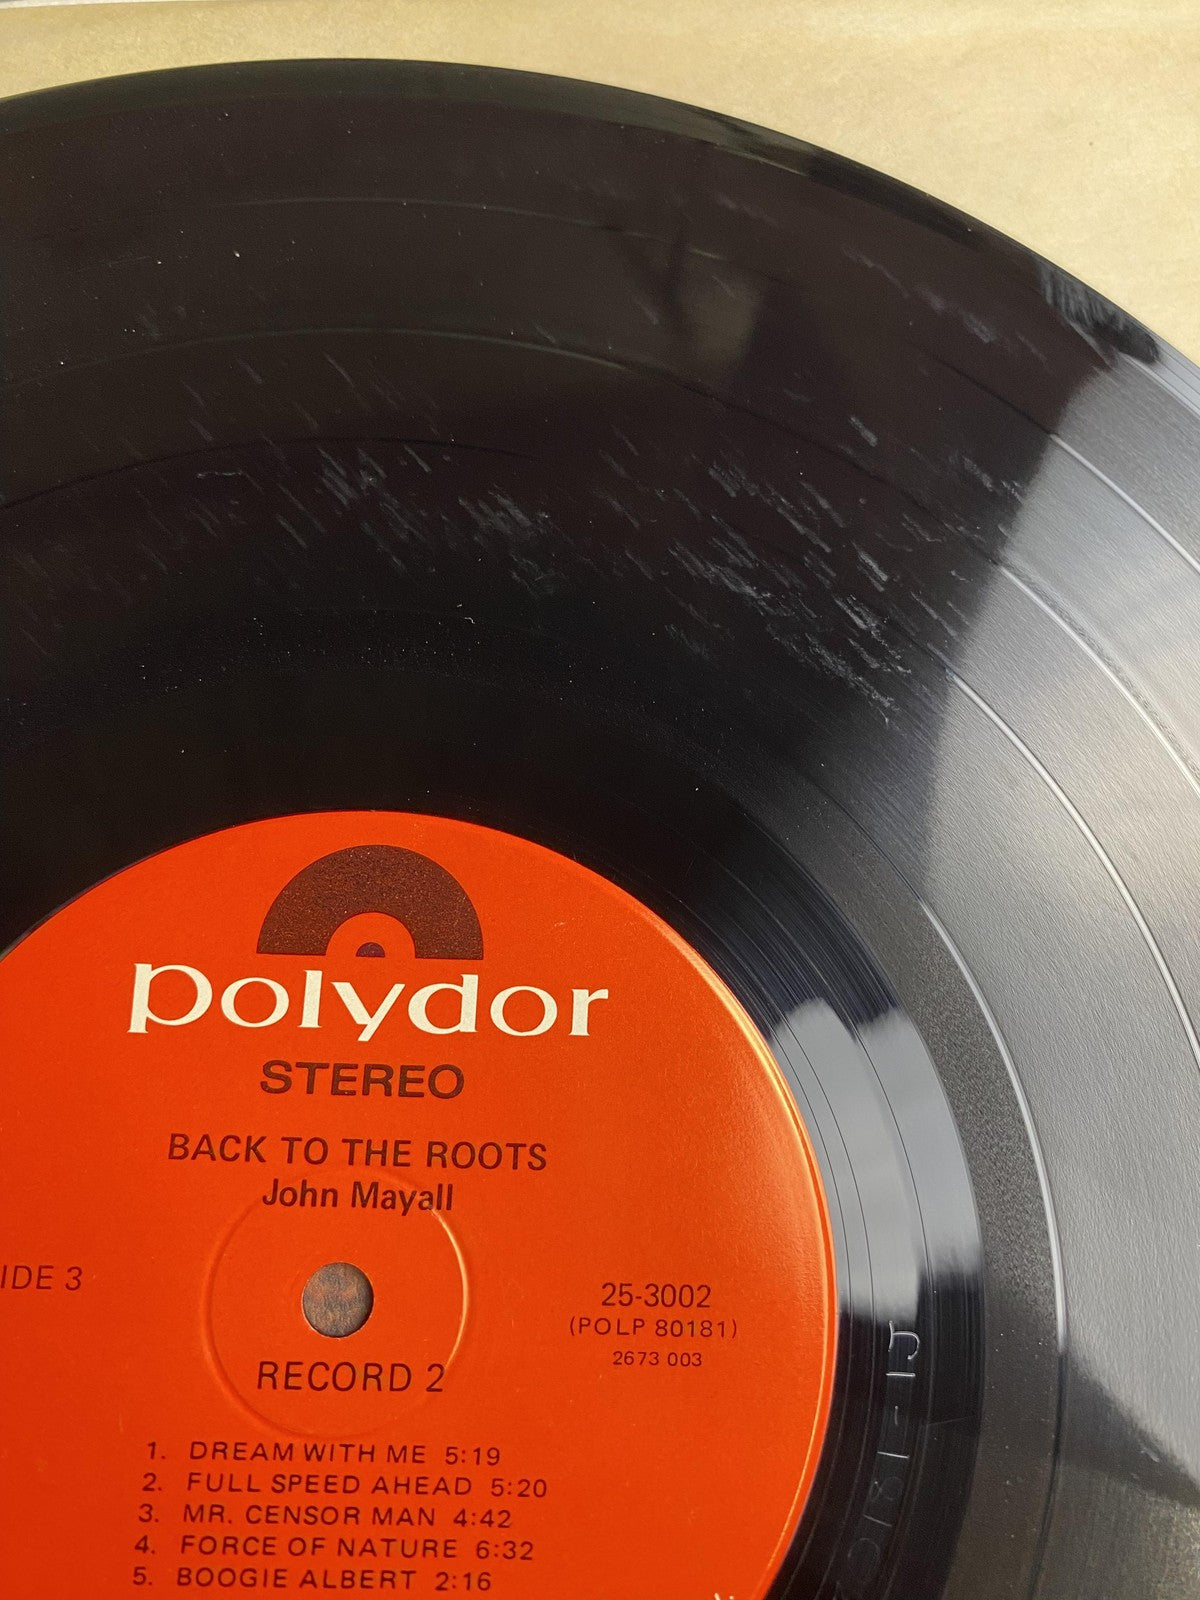 polydor
STEREO
BACK TO THE ROOTS
John Mayall
IDE 3
25-3002
(POLP 80181)
2673 003
RECORD 2
1. DREAM WITH ME 5:19
2. FULL SPEED AHEAD 5:20
3. MR. CENSOR MAN 4:42
4. FORCE OF NATURE 6:32
5. BOOGIE ALBERT 2:16